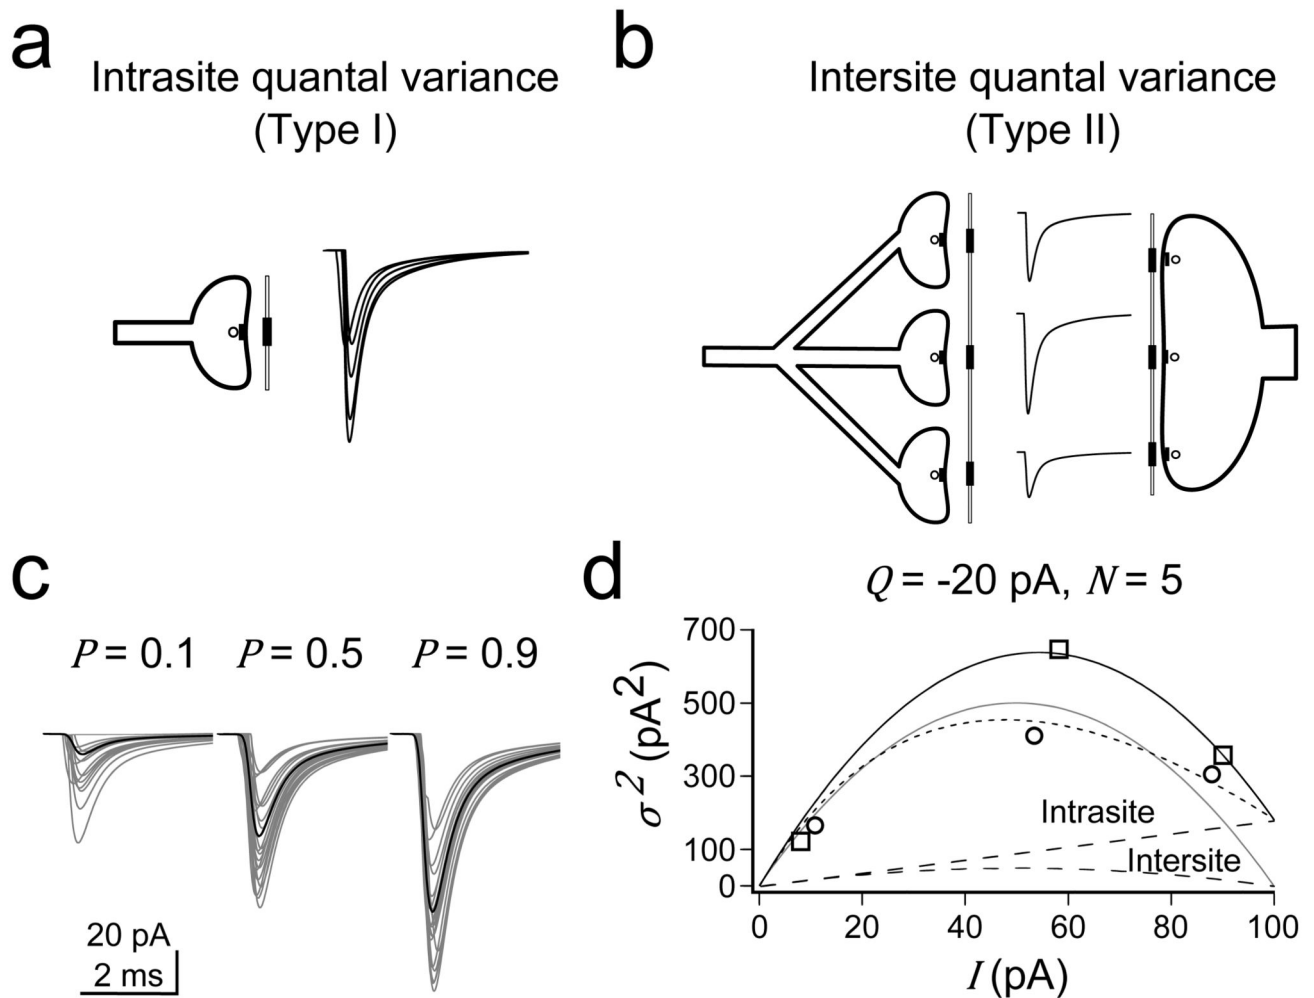 a
Intrasite quantal variance
(Type I)
b
Intersite quantal variance
(Type II)
c
P = 0.1
P = 0.5
P = 0.9
20 pA
2 ms
d
Q = -20 pA, N = 5
σ² (pA²)
700
500
300
100
0
Intrasite
Intersite
0
20
40
60
80
100
I (pA)